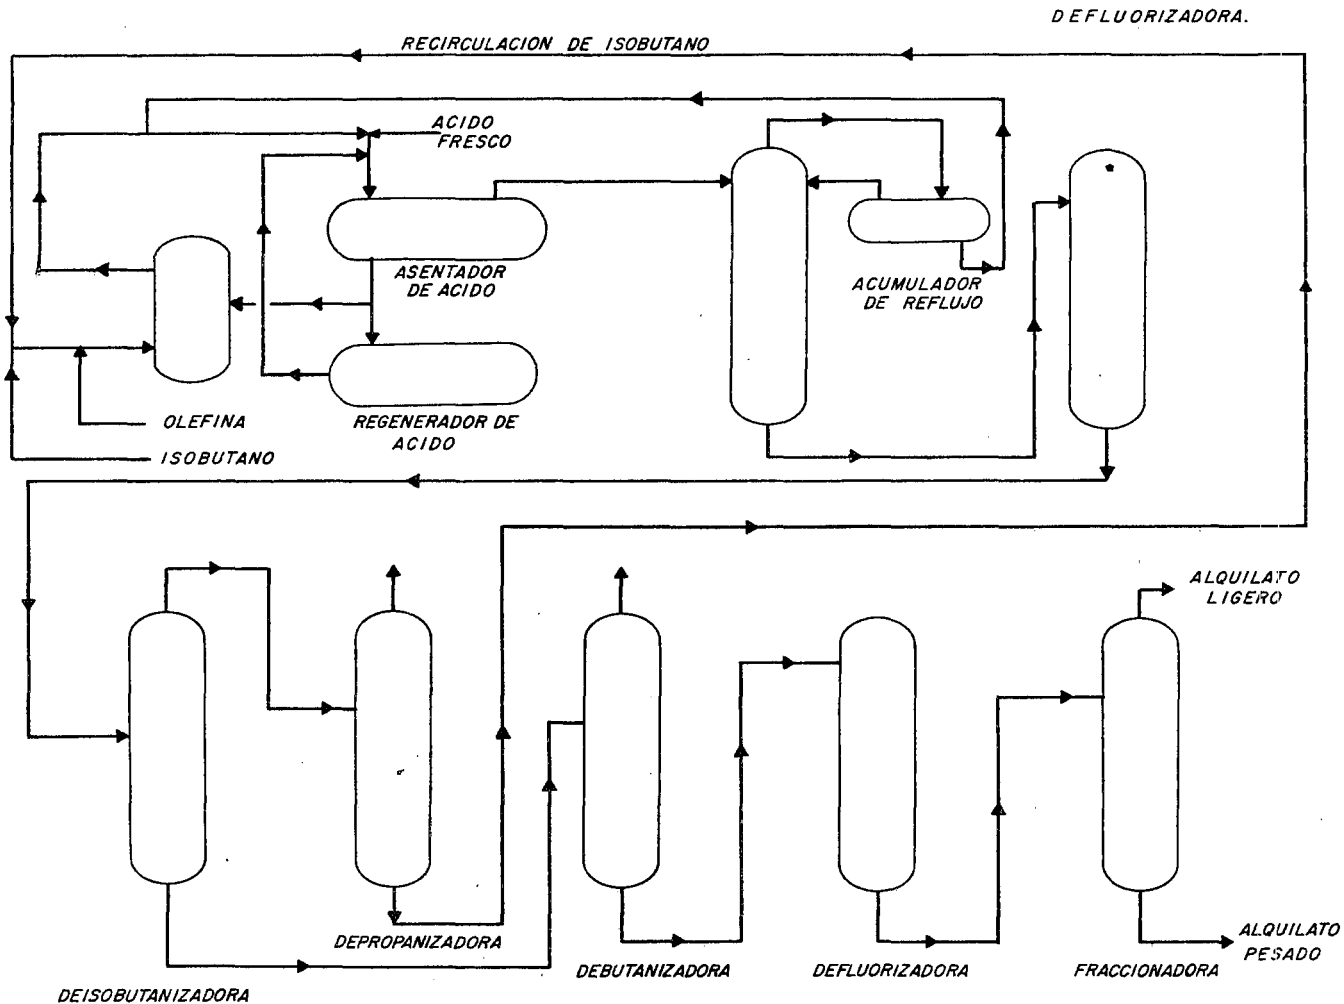 DEFLUORIZADORA.
RECIRCULACION DE ISOBUTANO
ACIDO
FRESCO
ASENTADOR
DE ACIDO
ACUMULADOR
DE REFLUJO
OLEFINA
REGENERADOR DE
ACIDO
ISOBUTANO
ALQUILATO
LIGERO
DEPROPANIZADORA
ALQUILATO
PESADO
DEBUTANIZADORA
DEFLUORIZADORA
FRACCIONADORA
DEISOBUTANIZADORA